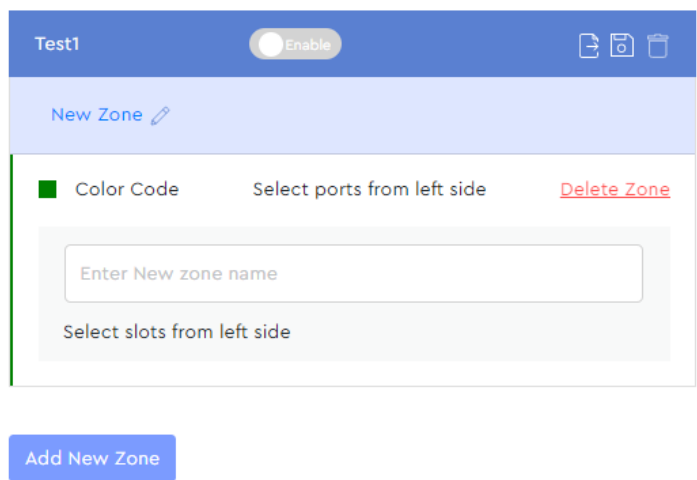 Test1 Enable
New Zone
Color Code Select ports from left side Delete Zone
Enter New zone name
Select slots from left side
Add New Zone